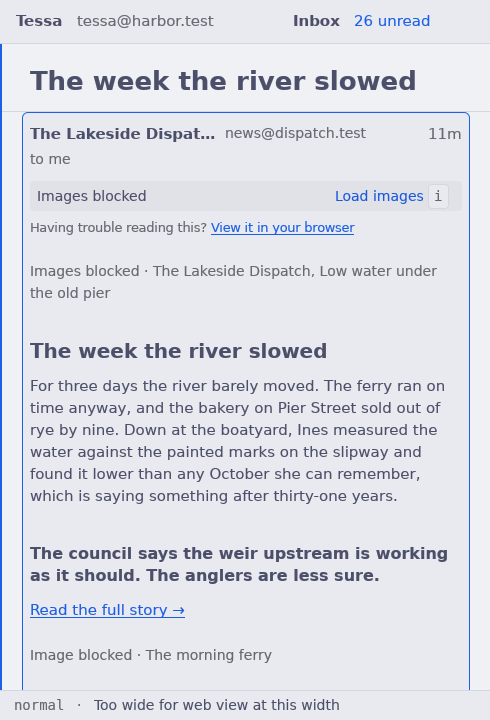 Tessa tessa@harbor.test Inbox 26 unread
The week the river slowed
The Lakeside Dispat… news@dispatch.test 11m
to me
Images blocked Load images i
Having trouble reading this? View it in your browser
Images blocked · The Lakeside Dispatch, Low water under
the old pier
The week the river slowed
For three days the river barely moved. The ferry ran on
time anyway, and the bakery on Pier Street sold out of
rye by nine. Down at the boatyard, Ines measured the
water against the painted marks on the slipway and
found it lower than any October she can remember,
which is saying something after thirty-one years.
The council says the weir upstream is working
as it should. The anglers are less sure.
Read the full story →
Image blocked · The morning ferry
normal · Too wide for web view at this width